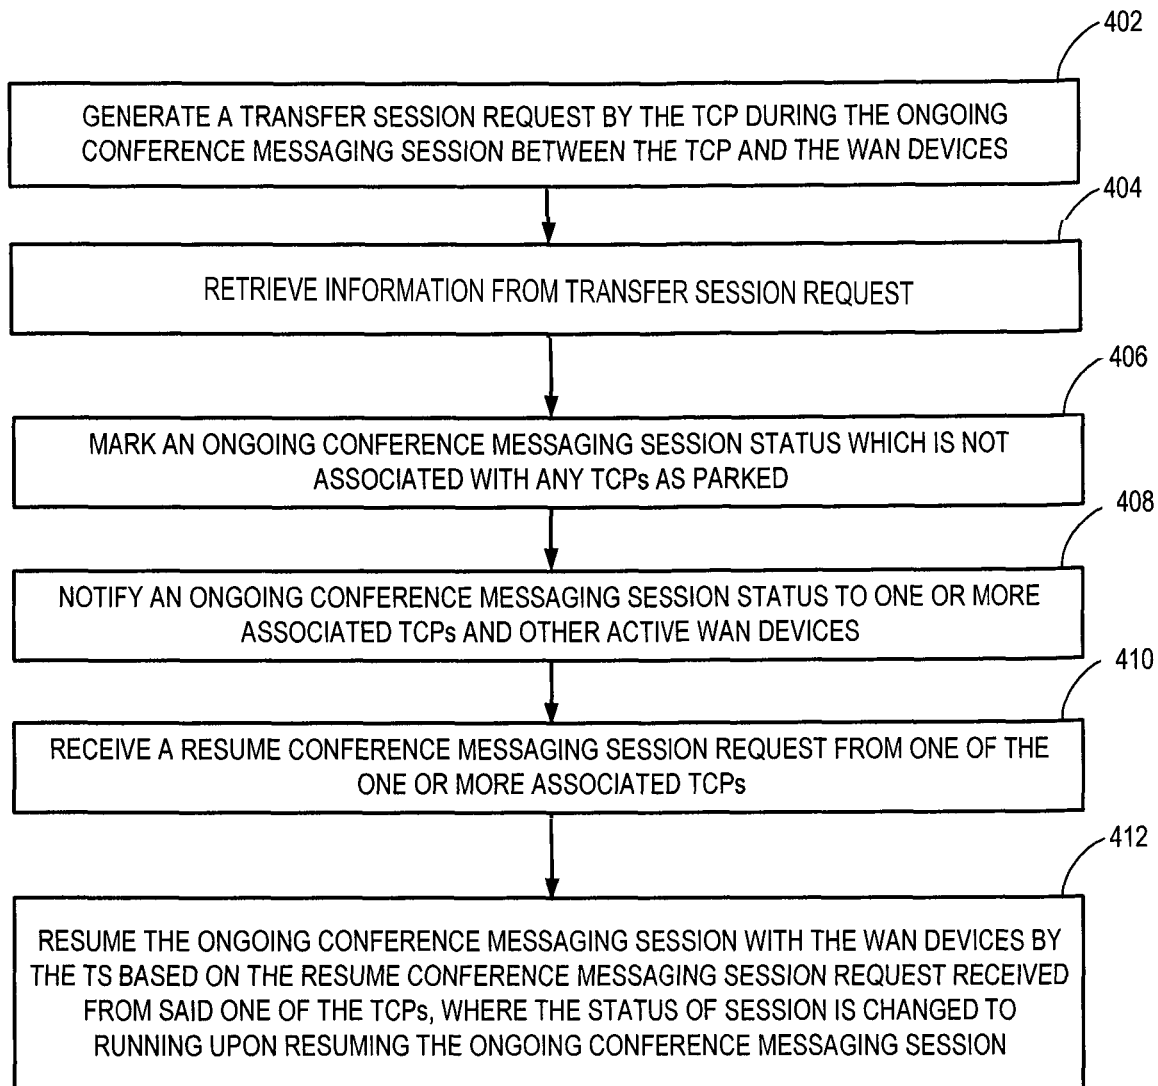 402
GENERATE A TRANSFER SESSION REQUEST BY THE TCP DURING THE ONGOING
CONFERENCE MESSAGING SESSION BETWEEN THE TCP AND THE WAN DEVICES
404
RETRIEVE INFORMATION FROM TRANSFER SESSION REQUEST
406
MARK AN ONGOING CONFERENCE MESSAGING SESSION STATUS WHICH IS NOT
ASSOCIATED WITH ANY TCPs AS PARKED
408
NOTIFY AN ONGOING CONFERENCE MESSAGING SESSION STATUS TO ONE OR MORE
ASSOCIATED TCPs AND OTHER ACTIVE WAN DEVICES
410
RECEIVE A RESUME CONFERENCE MESSAGING SESSION REQUEST FROM ONE OF THE
ONE OR MORE ASSOCIATED TCPs
412
RESUME THE ONGOING CONFERENCE MESSAGING SESSION WITH THE WAN DEVICES BY
THE TS BASED ON THE RESUME CONFERENCE MESSAGING SESSION REQUEST RECEIVED
FROM SAID ONE OF THE TCPs, WHERE THE STATUS OF SESSION IS CHANGED TO
RUNNING UPON RESUMING THE ONGOING CONFERENCE MESSAGING SESSION